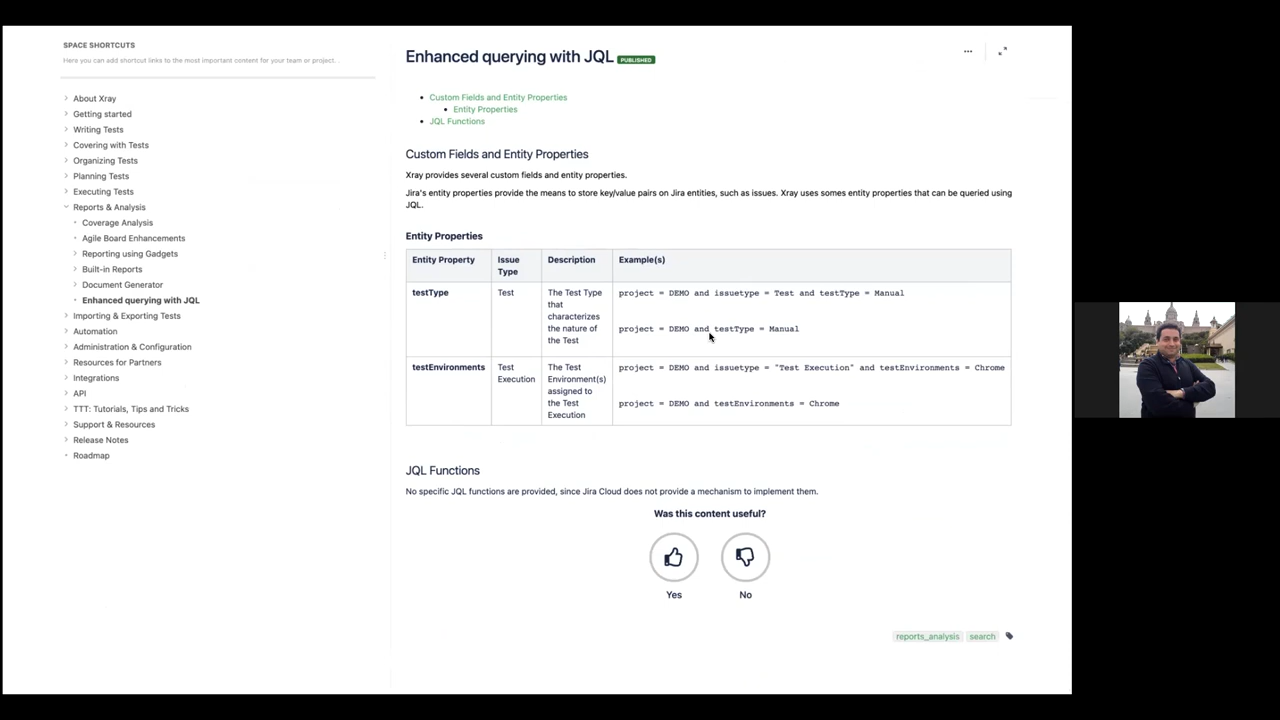 SPACE SHORTCUTS
Here you can add shortcut links to the most important content for your team or project. .
About Xray
Getting started
Writing Tests
Covering with Tests
Organizing Tests
Planning Tests
Executing Tests
Reports & Analysis
Coverage Analysis
Agile Board Enhancements
Reporting using Gadgets
Built-in Reports
Document Generator
Enhanced querying with JQL
Importing & Exporting Tests
Automation
Administration & Configuration
Resources for Partners
Integrations
API
TTT: Tutorials, Tips and Tricks
Support & Resources
Release Notes
Roadmap
Enhanced querying with JQL PUBLISHED
Custom Fields and Entity Properties
Entity Properties
JQL Functions
Custom Fields and Entity Properties
Xray provides several custom fields and entity properties.
Jira's entity properties provide the means to store key/value pairs on Jira entities, such as issues. Xray uses somes entity properties that can be queried using
JQL.
Entity Properties
Entity Property
Issue
Type
Description
Example(s)
testType
Test
The Test Type
that
characterizes
the nature of
the Test
project = DEMO and issuetype = Test and testType = Manual
project = DEMO and testType = Manual
testEnvironments
Test
Execution
The Test
Environment(s)
assigned to
the Test
Execution
project = DEMO and issuetype = "Test Execution" and testEnvironments = Chrome
project = DEMO and testEnvironments = Chrome
JQL Functions
No specific JQL functions are provided, since Jira Cloud does not provide a mechanism to implement them.
Was this content useful?
Yes
No
reports_analysis search